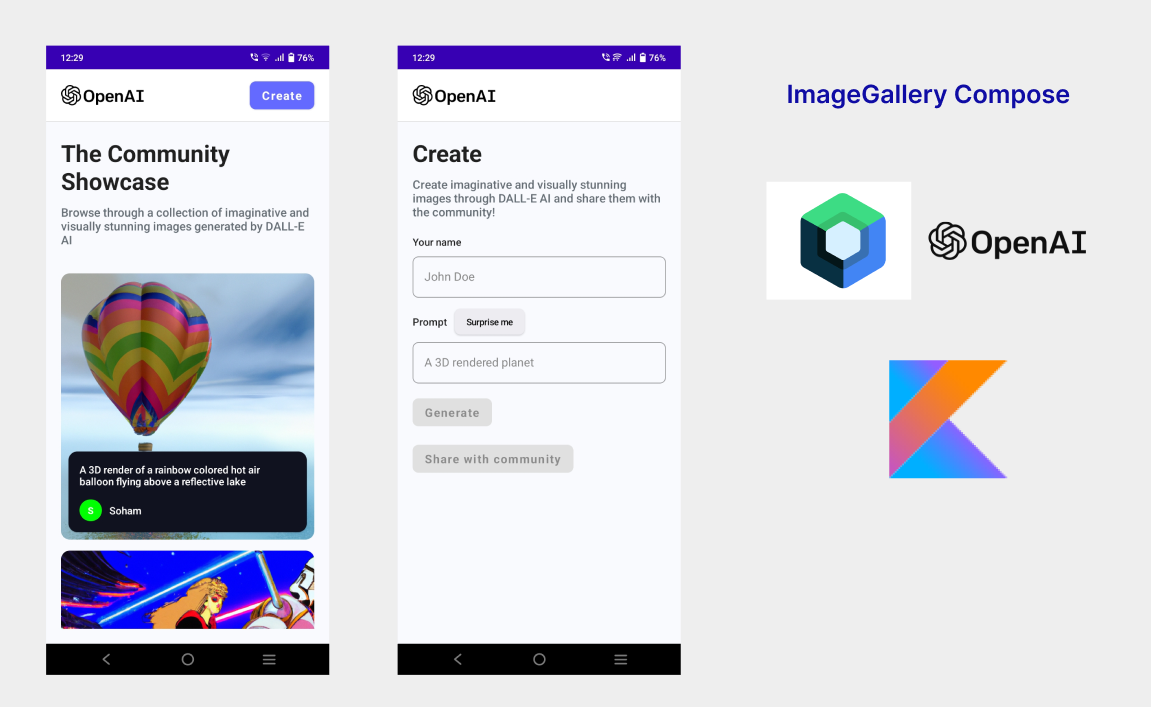 12:29
76%
OpenAI
Create
The Community
Showcase
Browse through a collection of imaginative and
visually stunning images generated by DALL-E
AI
A 3D render of a rainbow colored hot air
balloon flying above a reflective lake
S
Soham
12:29
76%
OpenAI
Create
Create imaginative and visually stunning
images through DALL-E AI and share them with
the community!
Your name
John Doe
Prompt
Surprise me
A 3D rendered planet
Generate
Share with community
ImageGallery Compose
OpenAI